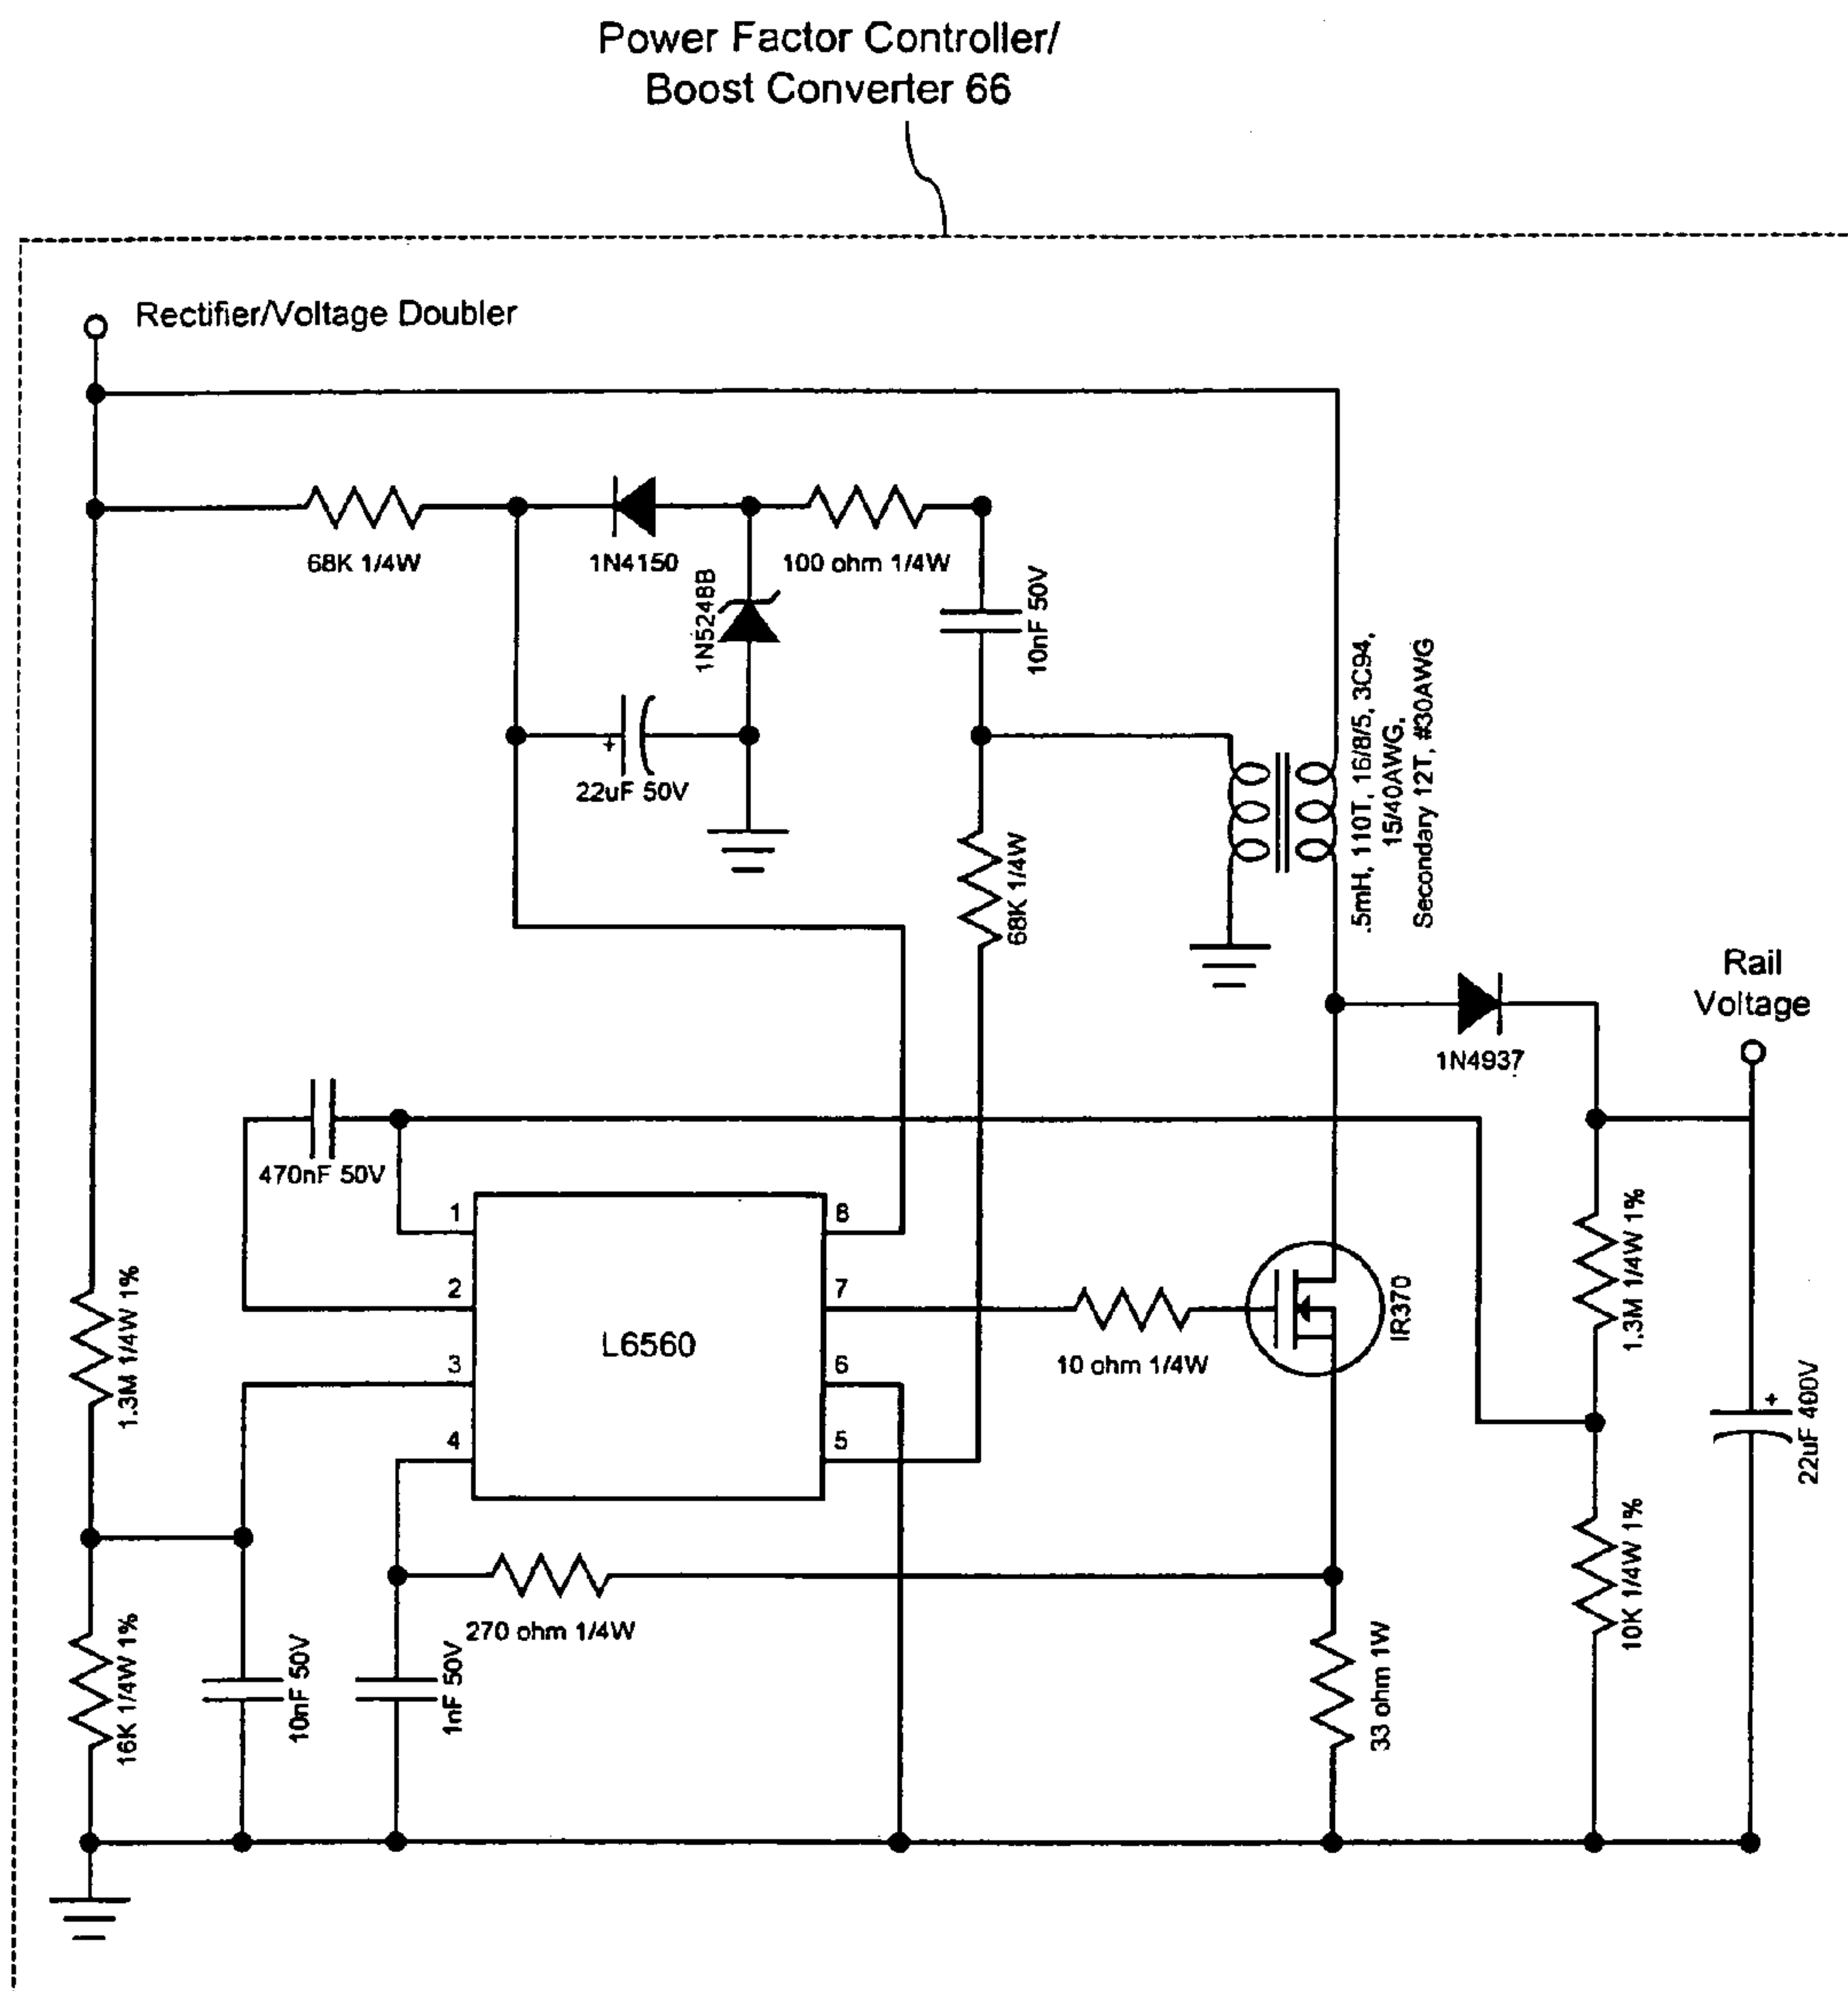 Power Factor Controller/
Boost Converter 66
Rectifier/Voltage Doubler
68K 1/4W
1N4150
100 ohm 1/4W
1N5248B
10nF 50V
+
22uF 50V
68K 1/4W
.5mH, 110T, 16/8/5, 3C94,
15/40AWG,
Secondary 12T, #30AWG
Rail
Voltage
1N4937
470nF 50V
1
2
3
4
L6560
8
7
6
5
10 ohm 1/4W
IR370
1.3M 1/4W 1%
1.3M 1/4W 1%
+
22uF 400V
270 ohm 1/4W
16K 1/4W 1%
10nF 50V
1nF 50V
33 ohm 1W
10K 1/4W 1%